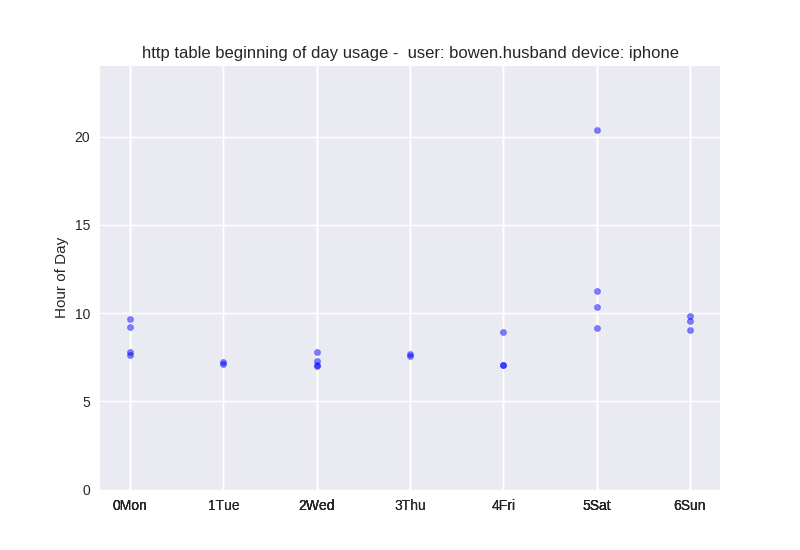 http table beginning of day usage -  user: bowen.husband device: iphone
20
15
10
5
0
Hour of Day
0Mon 1Tue 2Wed 3Thu 4Fri 5Sat 6Sun